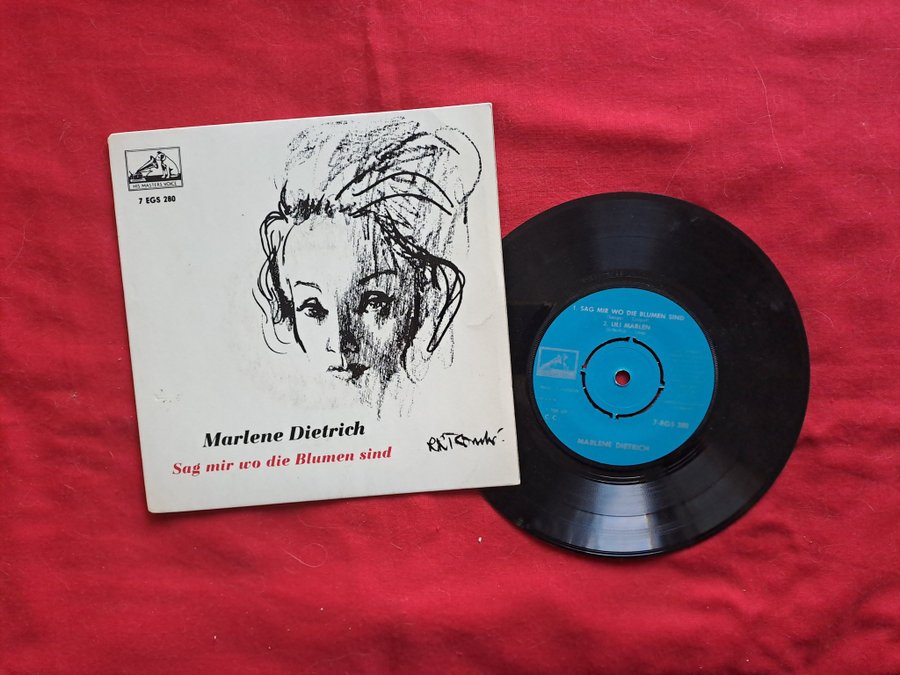 HIS MASTERS VOICE
7 EGS 280
Marlene Dietrich
Sag mir wo die Blumen sind
1. SAG MIR WO DIE BLUMEN SIND
2. LILI MARLEN
7-EGS 280
MARLENE DIETRICH